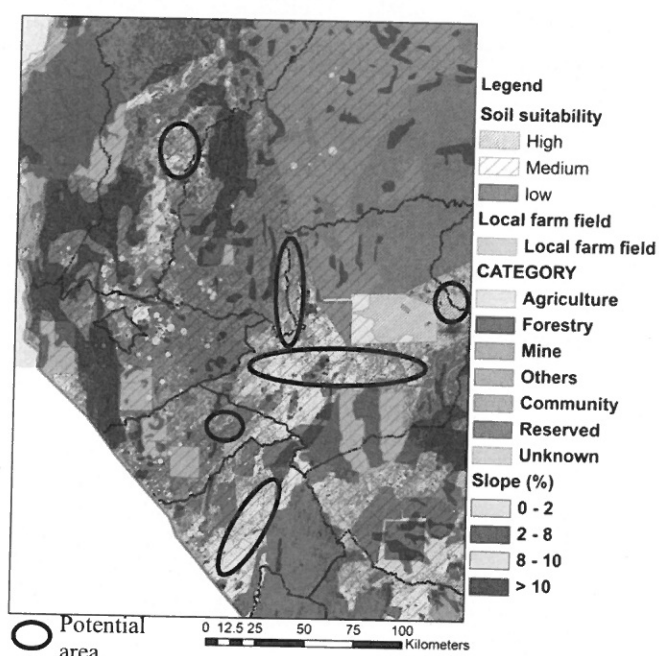 Legend
Soil suitability
High
Medium
low
Local farm field
Local farm field
CATEGORY
Agriculture
Forestry
Mine
Others
Community
Reserved
Unknown
Slope (%)
0 - 2
2 - 8
8 - 10
> 10
Potential
area
0 12.5 25 50 75 100
Kilometers